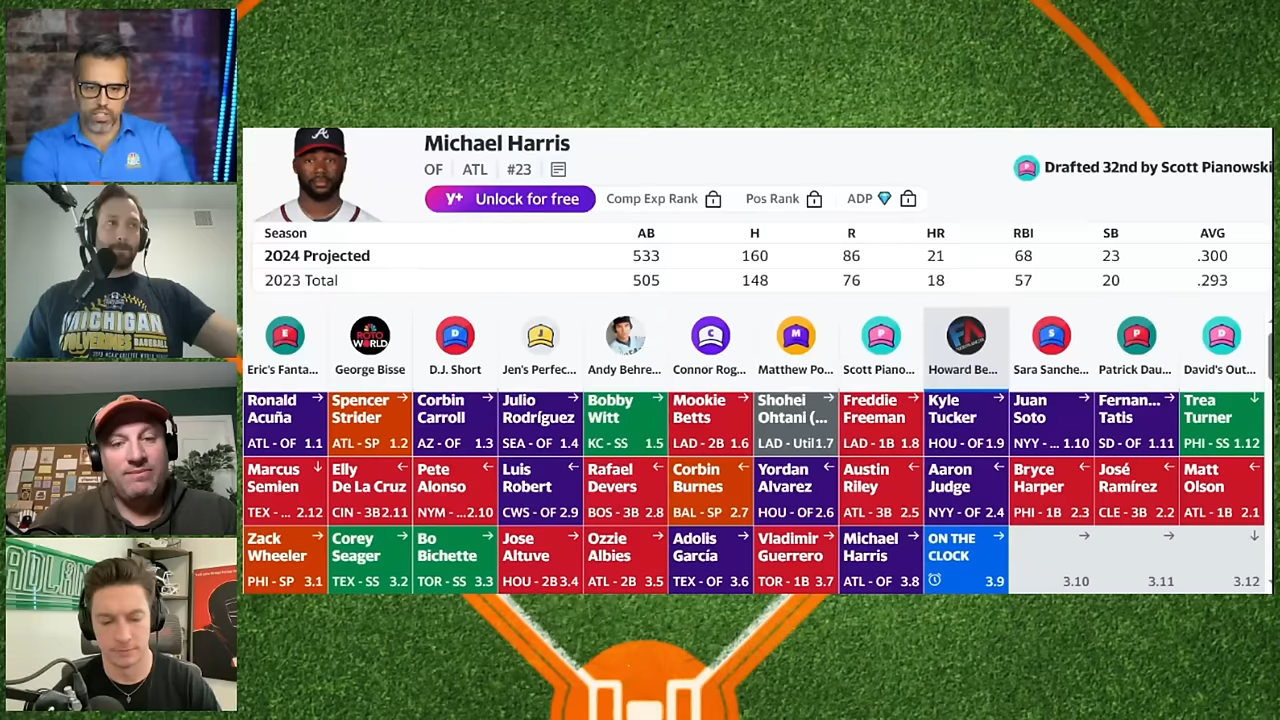 Michael Harris
OF ATL #23
Drafted 32nd by Scott Pianowski
y+ Unlock for free Comp Exp Rank Pos Rank ADP
Season AB H R HR RBI SB AVG
2024 Projected 533 160 86 21 68 23 .300
2023 Total 505 148 76 18 57 20 .293
E ROTO WORLD D J C M P FA S P D
Eric's Fanta... George Bisse D.J. Short Jen's Perfec... Andy Behre... Connor Rog... Matthew Po... Scott Piano... Howard Be... Sara Sanche... Patrick Dau... David's Out...
Ronald Spencer Corbin Julio Bobby Mookie Shohei Freddie Kyle Juan Fernan... Trea
Acuña Strider Carroll Rodríguez Witt Betts Ohtani (... Freeman Tucker Soto Tatis Turner
ATL - OF 1.1 ATL - SP 1.2 AZ - OF 1.3 SEA - OF 1.4 KC - SS 1.5 LAD - 2B 1.6 LAD - Util 1.7 LAD - 1B 1.8 HOU - OF 1.9 NYY - ... 1.10 SD - OF 1.11 PHI - SS 1.12
Marcus Elly Pete Luis Rafael Corbin Yordan Austin Aaron Bryce José Matt
Semien De La Cruz Alonso Robert Devers Burnes Alvarez Riley Judge Harper Ramírez Olson
TEX - ... 2.12 CIN - 3B 2.11 NYM - ... 2.10 CWS - OF 2.9 BOS - 3B 2.8 BAL - SP 2.7 HOU - OF 2.6 ATL - 3B 2.5 NYY - OF 2.4 PHI - 1B 2.3 CLE - 3B 2.2 ATL - 1B 2.1
Zack Corey Bo Jose Ozzie Adolis Vladimir Michael ON THE
Wheeler Seager Bichette Altuve Albies García Guerrero Harris CLOCK
PHI - SP 3.1 TEX - SS 3.2 TOR - SS 3.3 HOU - 2B 3.4 ATL - 2B 3.5 TEX - OF 3.6 TOR - 1B 3.7 ATL - OF 3.8 3.9 3.10 3.11 3.12
MICHIGAN
WOLVERINES BASEBALL